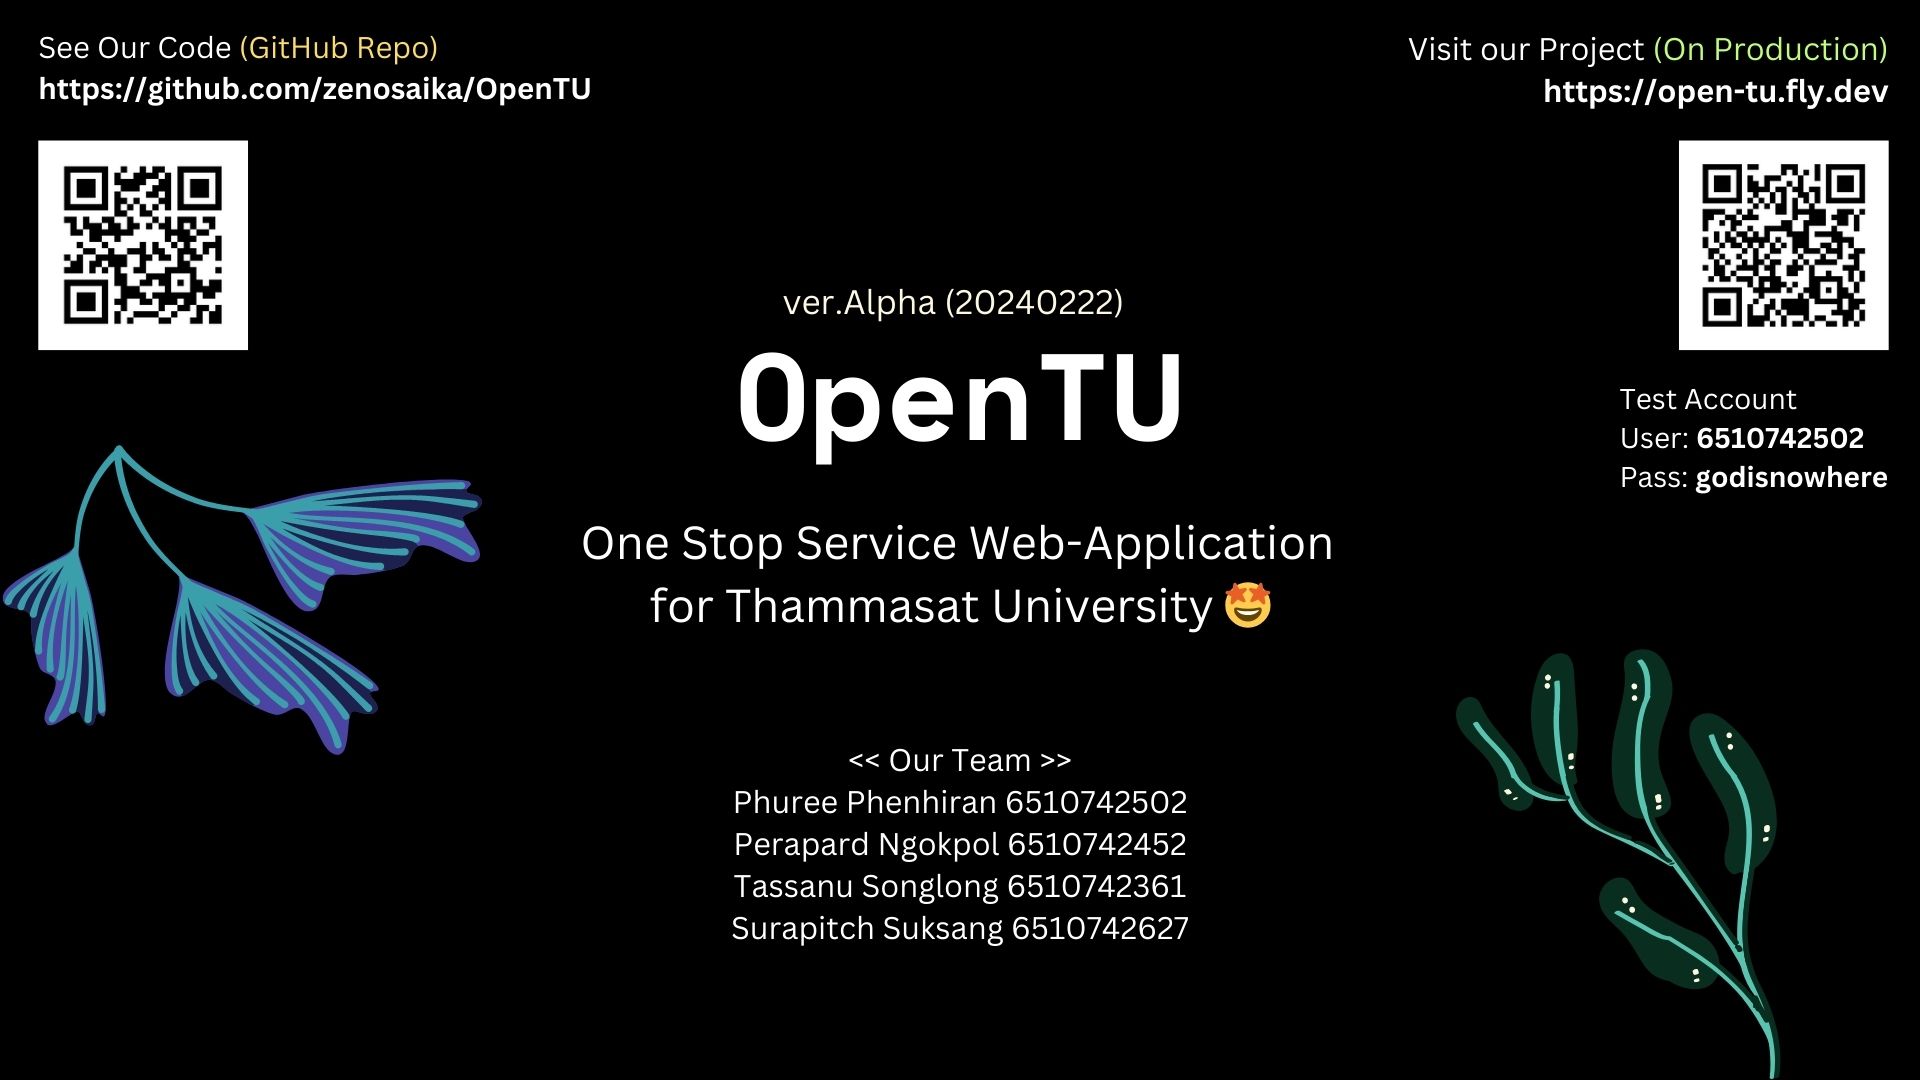 See Our Code (GitHub Repo)
https://github.com/zenosaika/OpenTU
Visit our Project (On Production)
https://open-tu.fly.dev
ver.Alpha (20240222)
OpenTU
Test Account
User: 6510742502
Pass: godisnowhere
One Stop Service Web-Application
for Thammasat University 🤩
<< Our Team >>
Phuree Phenhiran 6510742502
Perapard Ngokpol 6510742452
Tassanu Songlong 6510742361
Surapitch Suksang 6510742627